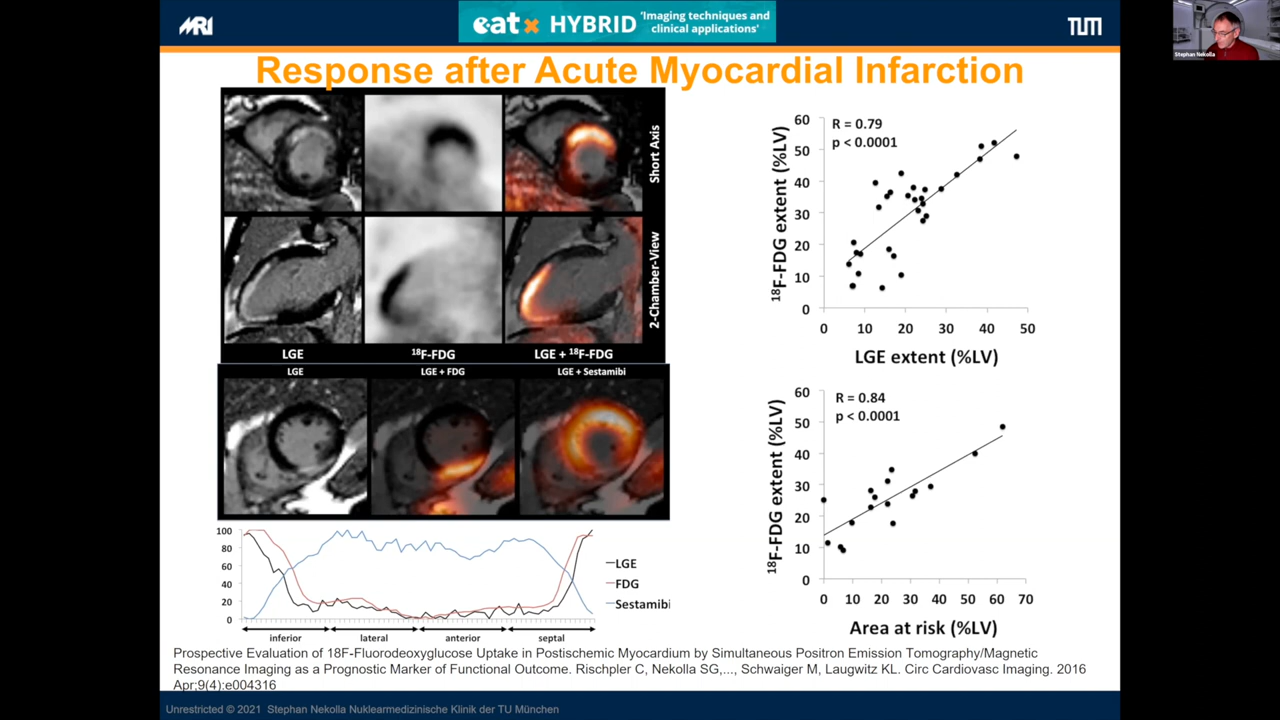 MRI
eat x HYBRID
'Imaging techniques and
clinical applications'
TUM
Stephan Nekolla
Response after Acute Myocardial Infarction
Short Axis
2-Chamber-View
LGE
18F-FDG
LGE + 18F-FDG
LGE
LGE + FDG
LGE + Sestamibi
100
80
60
40
20
0
LGE
FDG
Sestamibi
inferior
lateral
anterior
septal
R = 0.79
p < 0.0001
18F-FDG extent (%LV)
60
50
40
30
20
10
0
0 10 20 30 40 50
LGE extent (%LV)
R = 0.84
p < 0.0001
18F-FDG extent (%LV)
60
50
40
30
20
10
0
0 10 20 30 40 50 60 70
Area at risk (%LV)
Prospective Evaluation of 18F-Fluorodeoxyglucose Uptake in Postischemic Myocardium by Simultaneous Positron Emission Tomography/Magnetic
Resonance Imaging as a Prognostic Marker of Functional Outcome. Rischpler C, Nekolla SG,..., Schwaiger M, Laugwitz KL. Circ Cardiovasc Imaging. 2016
Apr;9(4):e004316
Unrestricted © 2021 Stephan Nekolla Nuklearmedizinische Klinik der TU München